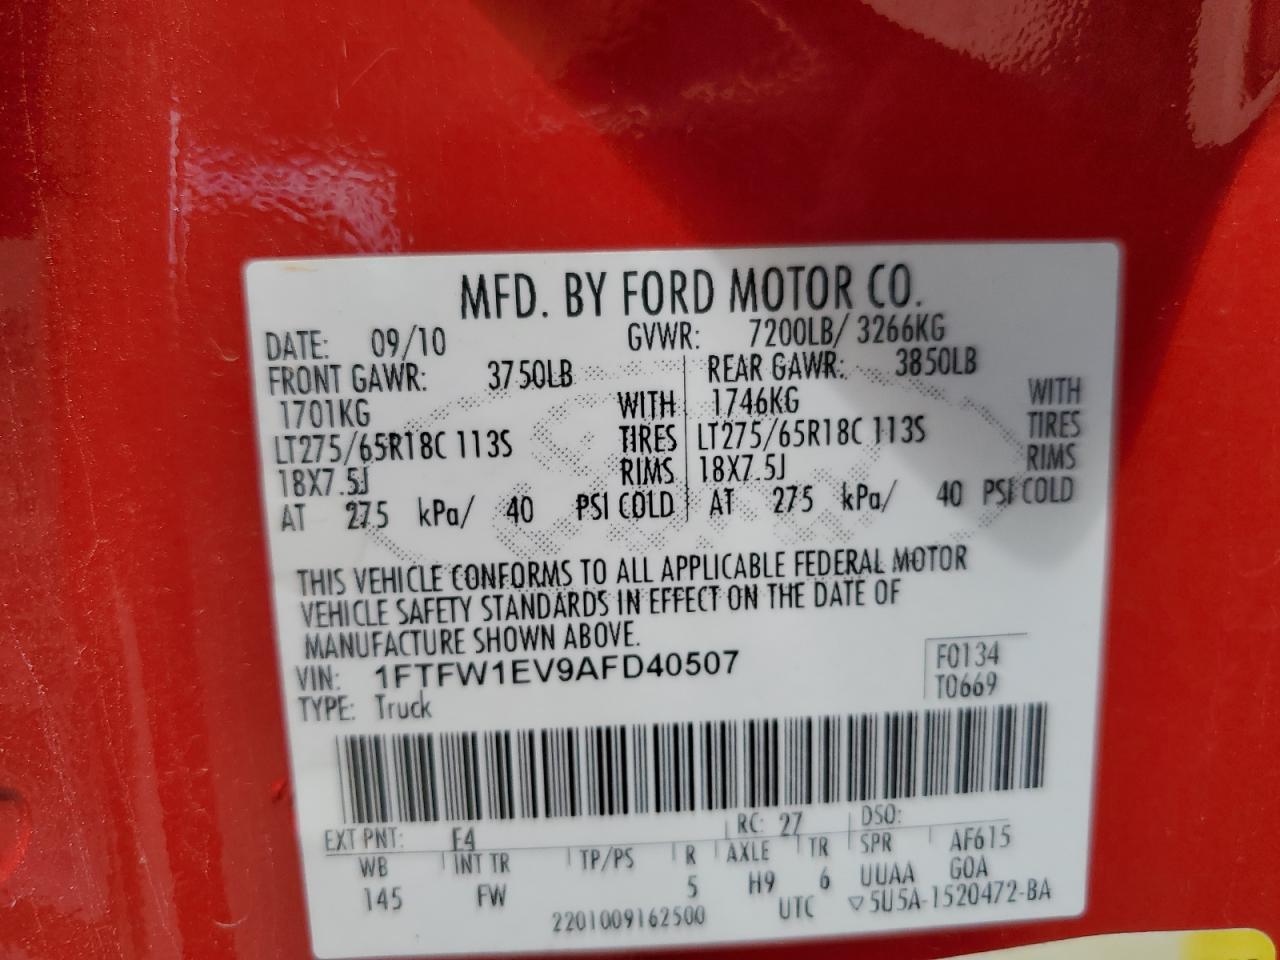 MFD. BY FORD MOTOR CO.
DATE: 09/10 GVWR: 7200LB/ 3266KG
FRONT GAWR: 3750LB REAR GAWR: 3850LB
1701KG WITH 1746KG WITH
LT275/65R18C 113S TIRES LT275/65R18C 113S TIRES
18X7.5J RIMS 18X7.5J RIMS
AT 275 kPa/ 40 PSI COLD AT 275 kPa/ 40 PSI COLD
THIS VEHICLE CONFORMS TO ALL APPLICABLE FEDERAL MOTOR
VEHICLE SAFETY STANDARDS IN EFFECT ON THE DATE OF
MANUFACTURE SHOWN ABOVE.
VIN: 1FTFW1EV9AFD40507 F0134
TYPE: Truck T0669
EXT PNT: F4 RC: 27 DSO:
WB INT TR TP/PS R AXLE TR SPR AF615
145 FW 5 H9 6 UUAA GOA
2201009162500 UTC ▽5U5A-1520472-BA